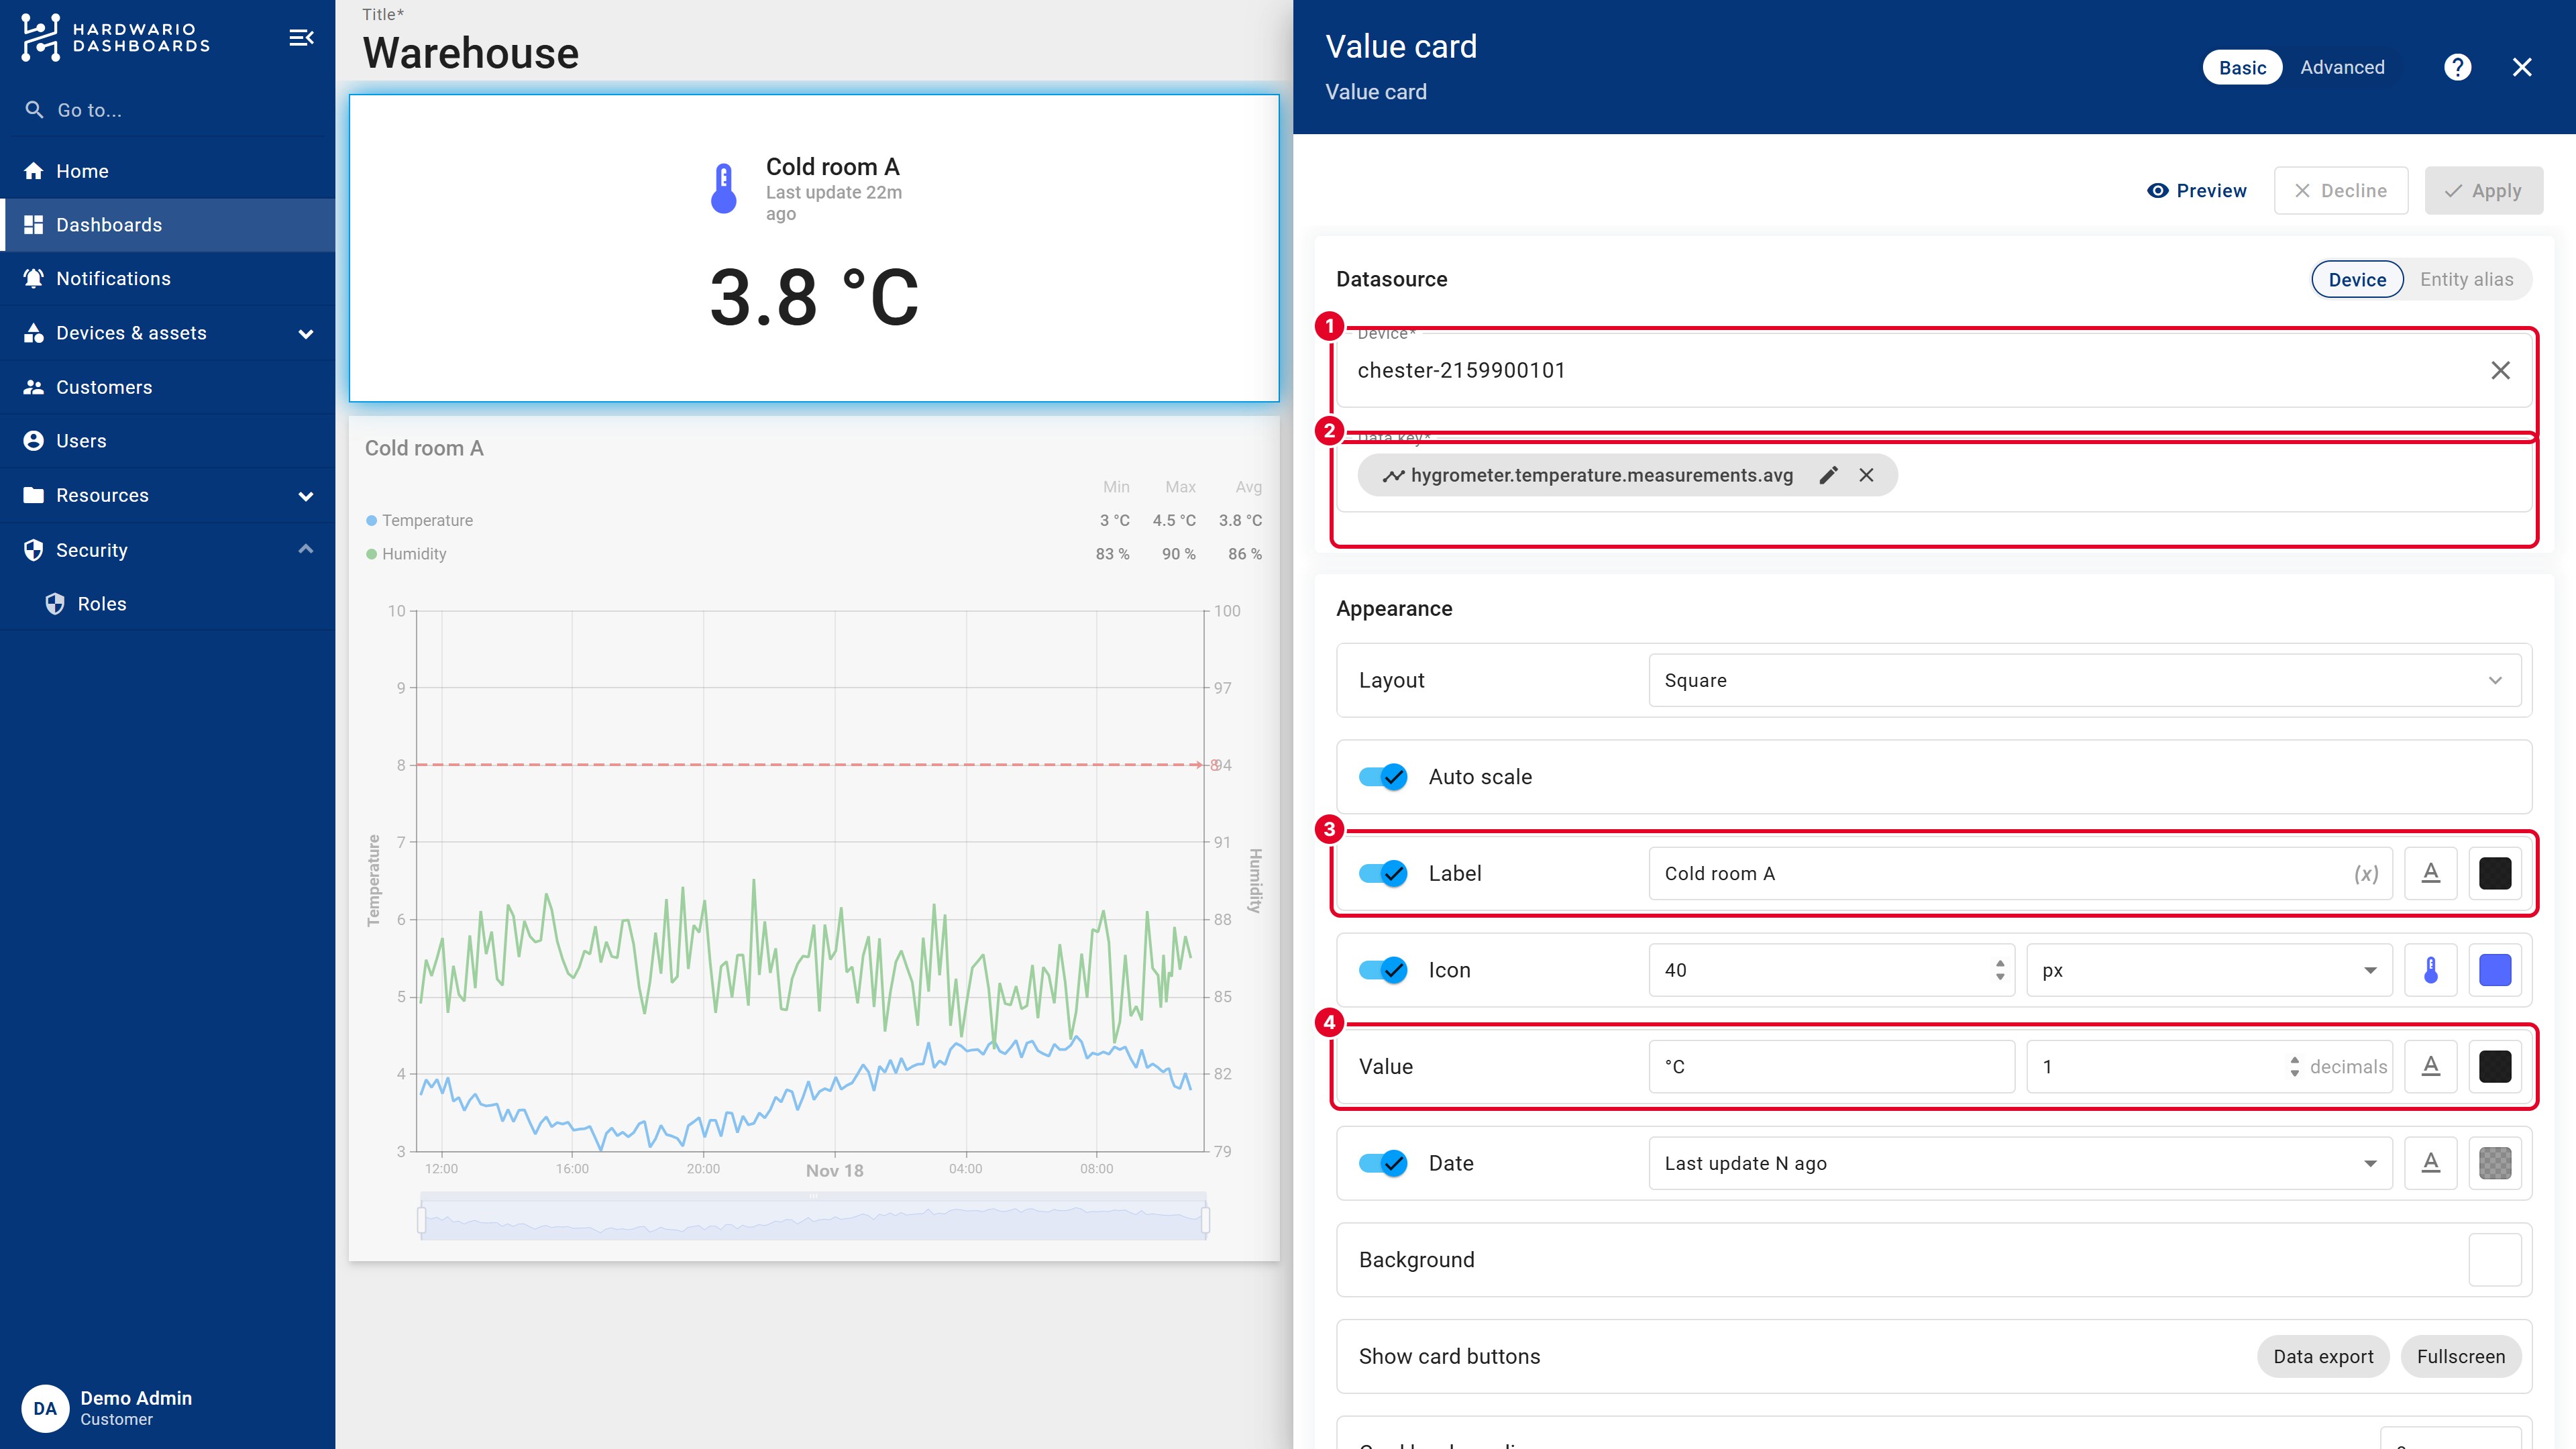 HARDWARIO
DASHBOARDS
Go to...
Home
Dashboards
Notifications
Devices & assets
Customers
Users
Resources
Security
Roles
DA
Demo Admin
Customer
Title*
Warehouse
Cold room A
Last update 22m
ago
3.8 °C
Cold room A
Min Max Avg
Temperature 3 °C 4.5 °C 3.8 °C
Humidity 83 % 90 % 86 %
10 100
9 97
8 8 94
7 91
6 88
5 85
4 82
3 79
Temperature
Humidity
12:00 16:00 20:00 Nov 18 04:00 08:00
Value card
Value card
Basic Advanced
Preview Decline Apply
Datasource
Device Entity alias
1
Device*
chester-2159900101
2
Data key*
hygrometer.temperature.measurements.avg
Appearance
Layout Square
Auto scale
3
Label Cold room A (x) A
Icon 40 px
4
Value °C 1 decimals A
Date Last update N ago A
Background
Show card buttons Data export Fullscreen